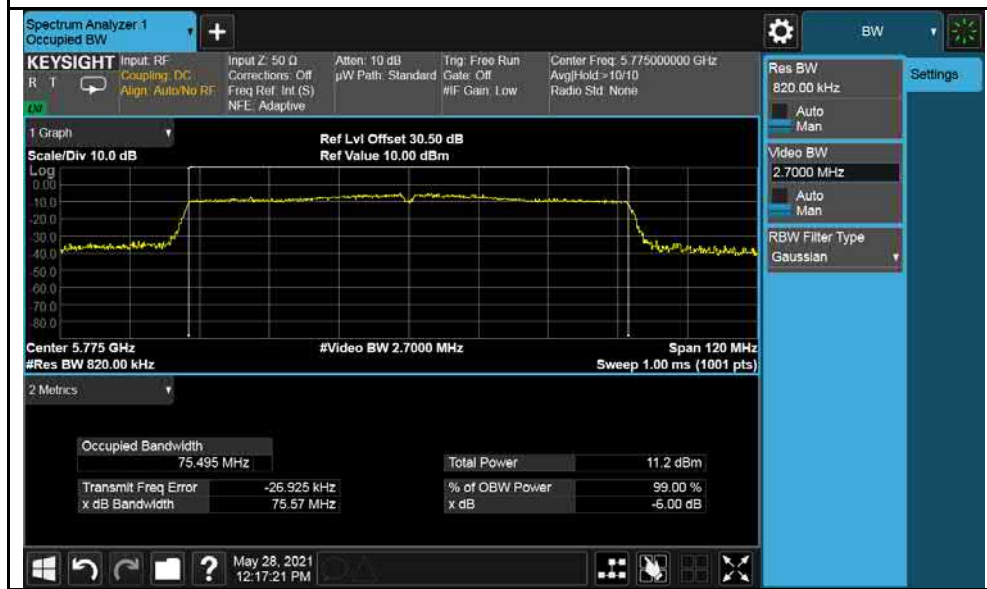 Spectrum Analyzer 1
Occupied BW
+
BW
KEYSIGHT
R T
LXI
Input: RF
Coupling: DC
Align: Auto/No RF
Input Z: 50 Ω
Corrections: Off
Freq Ref: Int (S)
NFE: Adaptive
Atten: 10 dB
µW Path: Standard
Trig: Free Run
Gate: Off
#IF Gain: Low
Center Freq: 5.775000000 GHz
Avg|Hold:>10/10
Radio Std: None
1 Graph
Scale/Div 10.0 dB
Ref Lvl Offset 30.50 dB
Ref Value 10.00 dBm
Log
0.00
-10.0
-20.0
-30.0
-40.0
-50.0
-60.0
-70.0
-80.0
Center 5.775 GHz
#Res BW 820.00 kHz
#Video BW 2.7000 MHz
Span 120 MHz
Sweep 1.00 ms (1001 pts)
2 Metrics
Occupied Bandwidth
75.495 MHz
Total Power 11.2 dBm
Transmit Freq Error -26.925 kHz
% of OBW Power 99.00 %
x dB Bandwidth 75.57 MHz
x dB -6.00 dB
Res BW
820.00 kHz
Auto
Man
Video BW
2.7000 MHz
Auto
Man
RBW Filter Type
Gaussian
Settings
?
May 28, 2021
12:17:21 PM